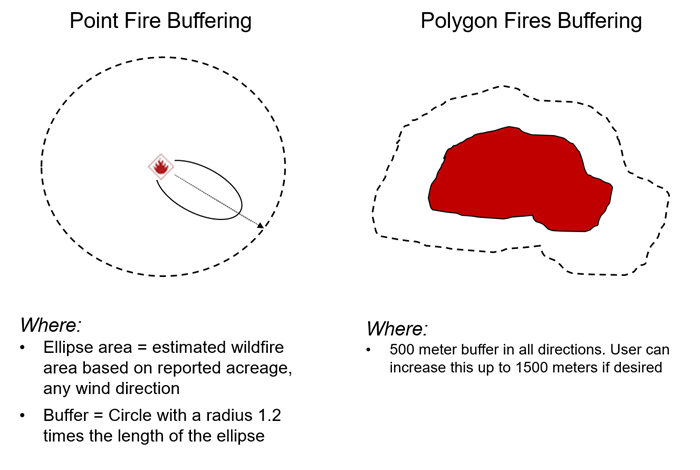 Point Fire Buffering
Where:
• Ellipse area = estimated wildfire
area based on reported acreage,
any wind direction
• Buffer = Circle with a radius 1.2
times the length of the ellipse
Polygon Fires Buffering
Where:
• 500 meter buffer in all directions. User can
increase this up to 1500 meters if desired